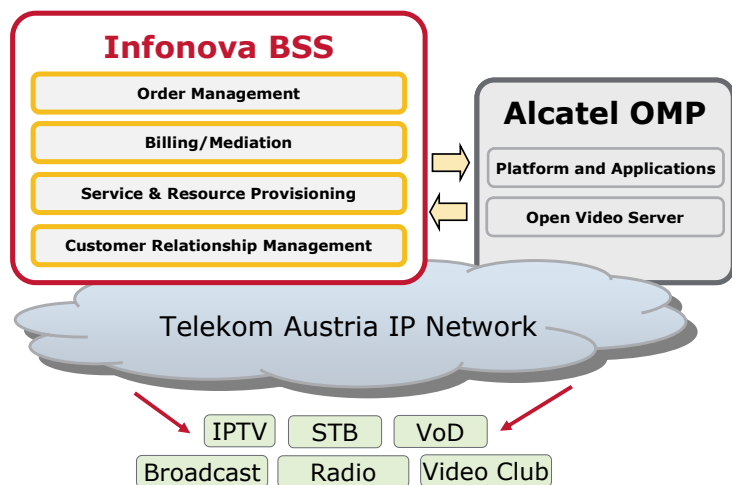 Infonova BSS
Order Management
Billing/Mediation
Service & Resource Provisioning
Customer Relationship Management
Alcatel OMP
Platform and Applications
Open Video Server
Telekom Austria IP Network
IPTV
STB
VoD
Broadcast
Radio
Video Club